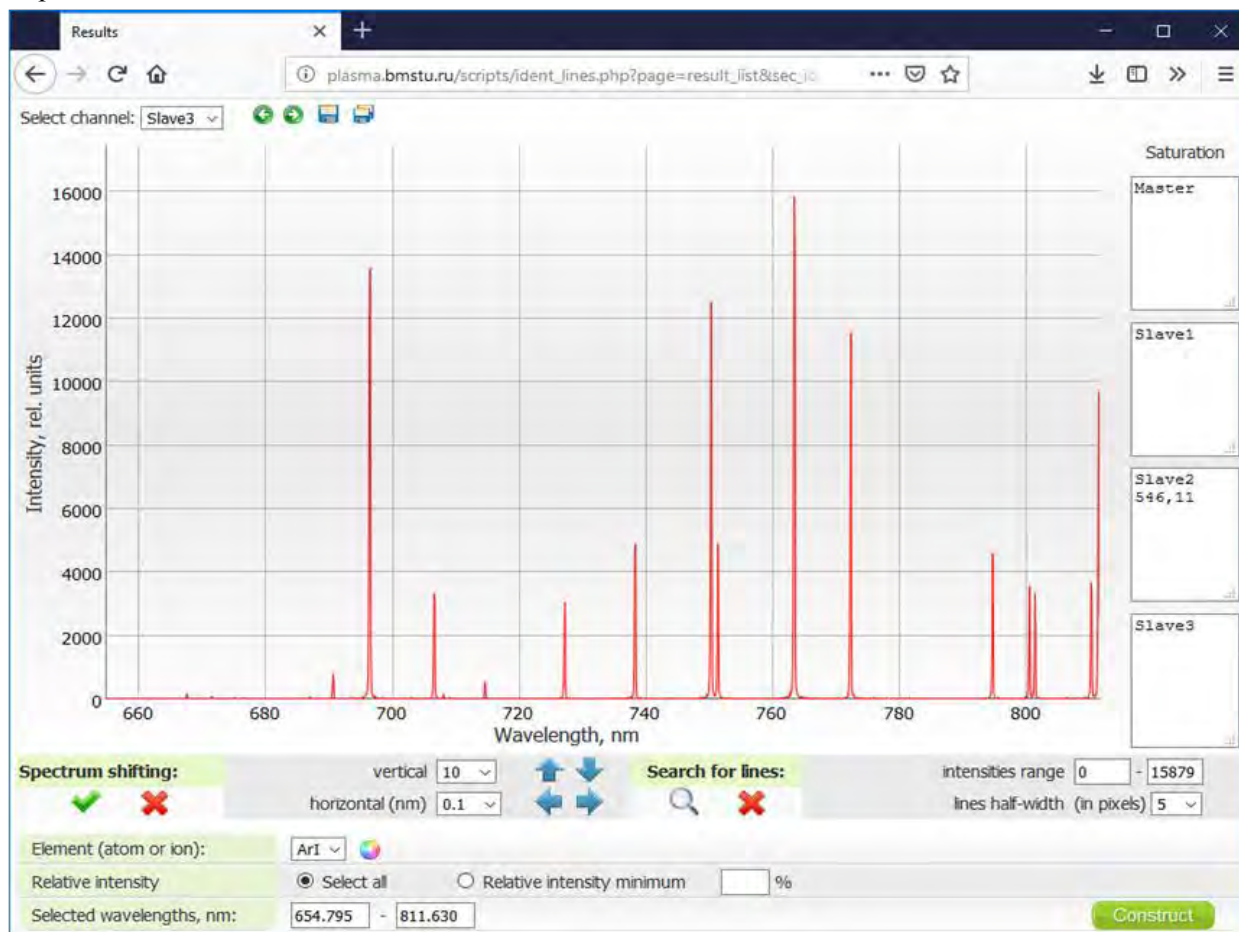 Results
plasma.bmstu.ru/scripts/ident_lines.php?page=result_list&sec_i
Select channel: Slave3
Saturation
Master
Slave1
Slave2
546,11
Slave3
Intensity, rel. units
16000
14000
12000
10000
8000
6000
4000
2000
0
660 680 700 720 740 760 780 800
Wavelength, nm
Spectrum shifting: vertical 10 Search for lines: intensities range 0 - 15879
horizontal (nm) 0.1 lines half-width (in pixels) 5
Element (atom or ion): ArI
Relative intensity Select all Relative intensity minimum %
Selected wavelengths, nm: 654.795 - 811.630 Construct